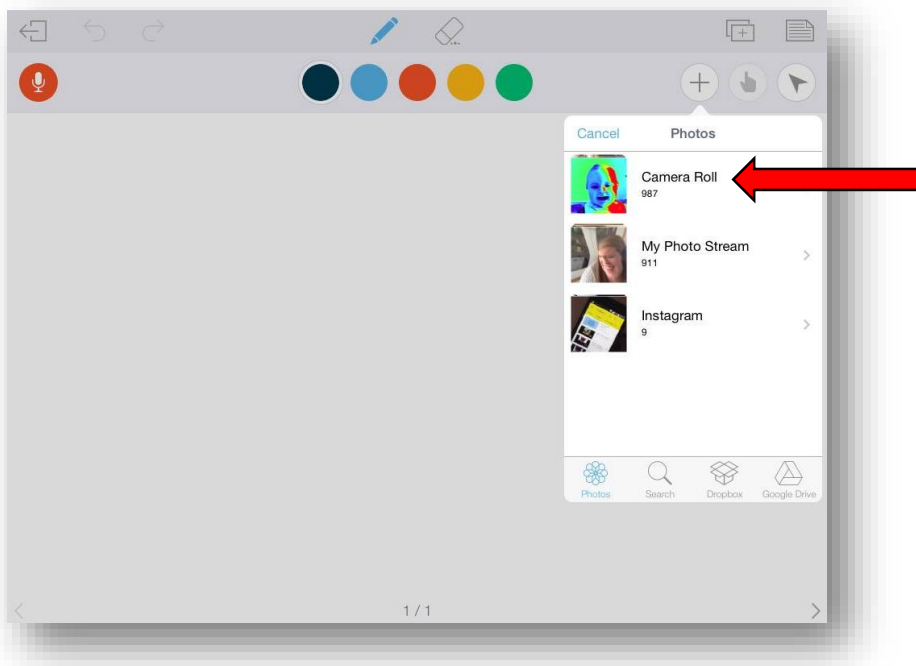 Cancel Photos
Camera Roll
987
My Photo Stream
911
Instagram
9
Photos Search Dropbox Google Drive
1 / 1